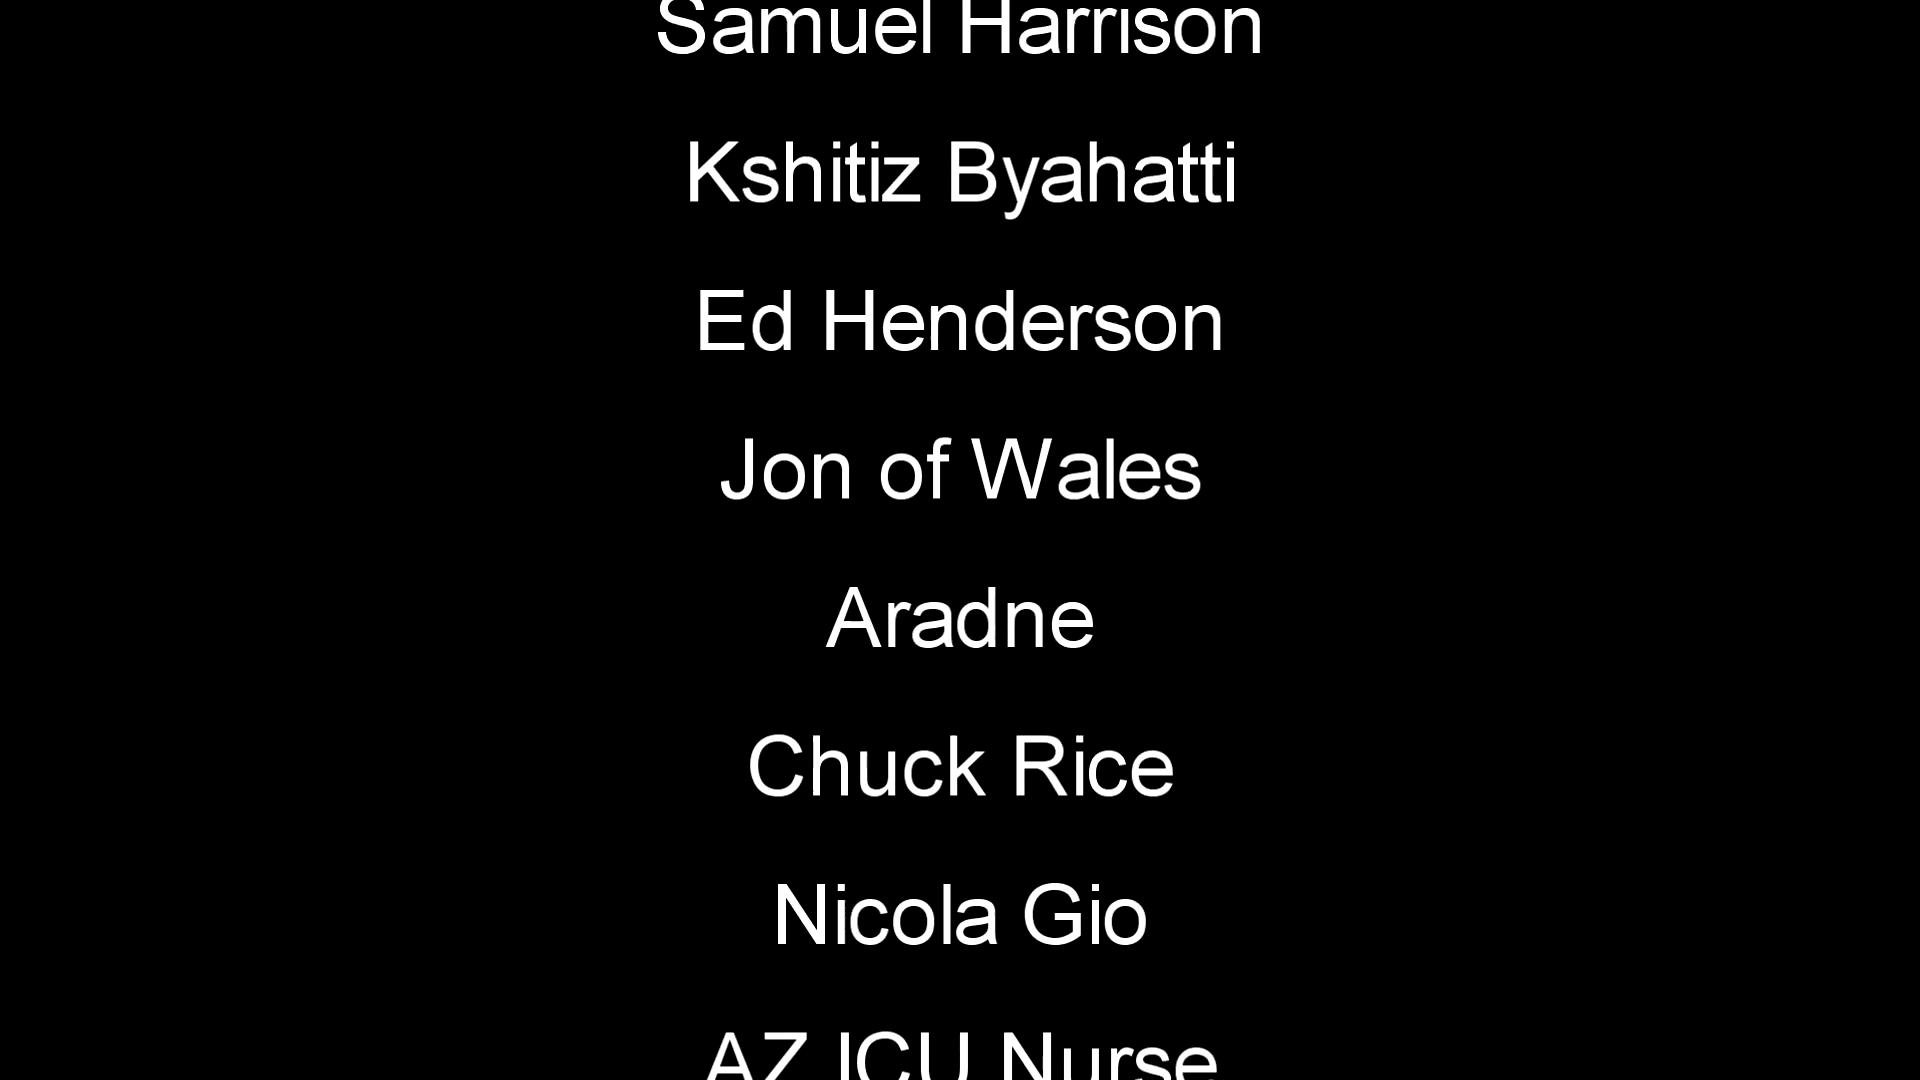 Samuel Harrison
Kshitiz Byahatti
Ed Henderson
Jon of Wales
Aradne
Chuck Rice
Nicola Gio
AZ ICU Nurse